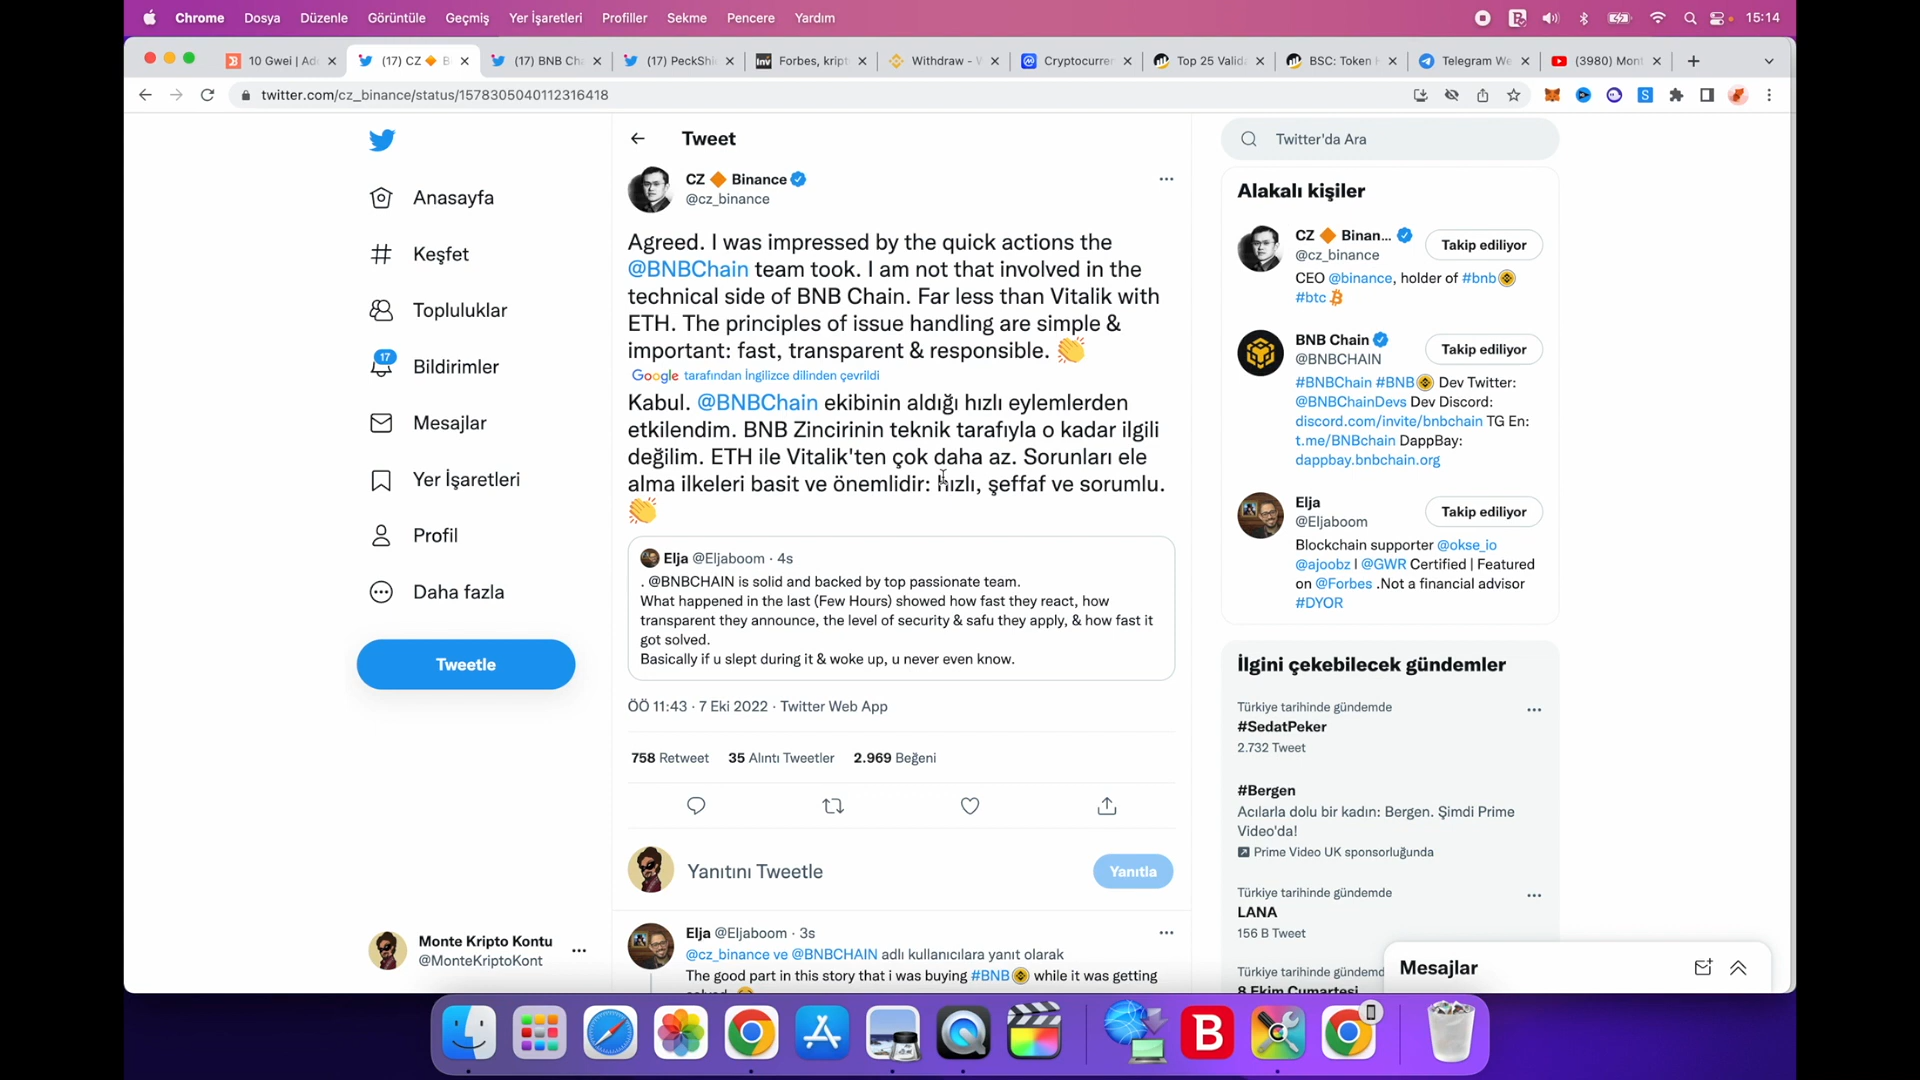 Chrome Dosya Düzenle Görüntüle Geçmiş Yer İşaretleri Profiller Sekme Pencere Yardım 15:14
10 Gwei | Ad (17) CZ 🔶 B (17) BNB Cha (17) PeckShi Forbes, kript Withdraw - W Cryptocurren Top 25 Valid BSC: Token Telegram We (3980) Mont
twitter.com/cz_binance/status/1578305040112316418
Anasayfa
Keşfet
Topluluklar
17
Bildirimler
Mesajlar
Yer İşaretleri
Profil
Daha fazla
Tweetle
Monte Kripto Kontu
@MonteKriptoKont
Tweet
CZ 🔶 Binance
@cz_binance
Agreed. I was impressed by the quick actions the
@BNBChain team took. I am not that involved in the
technical side of BNB Chain. Far less than Vitalik with
ETH. The principles of issue handling are simple &
important: fast, transparent & responsible. 👏
Google tarafından İngilizce dilinden çevrildi
Kabul. @BNBChain ekibinin aldığı hızlı eylemlerden
etkilendim. BNB Zincirinin teknik tarafıyla o kadar ilgili
değilim. ETH ile Vitalik'ten çok daha az. Sorunları ele
alma ilkeleri basit ve önemlidir: hızlı, şeffaf ve sorumlu.
👏
Elja @Eljaboom · 4s
. @BNBCHAIN is solid and backed by top passionate team.
What happened in the last (Few Hours) showed how fast they react, how
transparent they announce, the level of security & safu they apply, & how fast it
got solved.
Basically if u slept during it & woke up, u never even know.
ÖÖ 11:43 · 7 Eki 2022 · Twitter Web App
758 Retweet 35 Alıntı Tweetler 2.969 Beğeni
Yanıtını Tweetle
Yanıtla
Elja @Eljaboom · 3s
@cz_binance ve @BNBCHAIN adlı kullanıcılara yanıt olarak
The good part in this story that i was buying #BNB while it was getting
Twitter'da Ara
Alakalı kişiler
CZ 🔶 Binan...
@cz_binance
Takip ediliyor
CEO @binance, holder of #bnb
#btc
BNB Chain
@BNBCHAIN
Takip ediliyor
#BNBChain #BNB Dev Twitter:
@BNBChainDevs Dev Discord:
discord.com/invite/bnbchain TG En:
t.me/BNBchain DappBay:
dappbay.bnbchain.org
Elja
@Eljaboom
Takip ediliyor
Blockchain supporter @okse_io
@ajoobz | @GWR Certified | Featured
on @Forbes .Not a financial advisor
#DYOR
İlgini çekebilecek gündemler
Türkiye tarihinde gündemde
#SedatPeker
2.732 Tweet
#Bergen
Acılarla dolu bir kadın: Bergen. Şimdi Prime
Video'da!
Prime Video UK sponsorluğunda
Türkiye tarihinde gündemde
LANA
156 B Tweet
Türkiye tarihinde gündemd
8 Ekim Cumartesi
Mesajlar